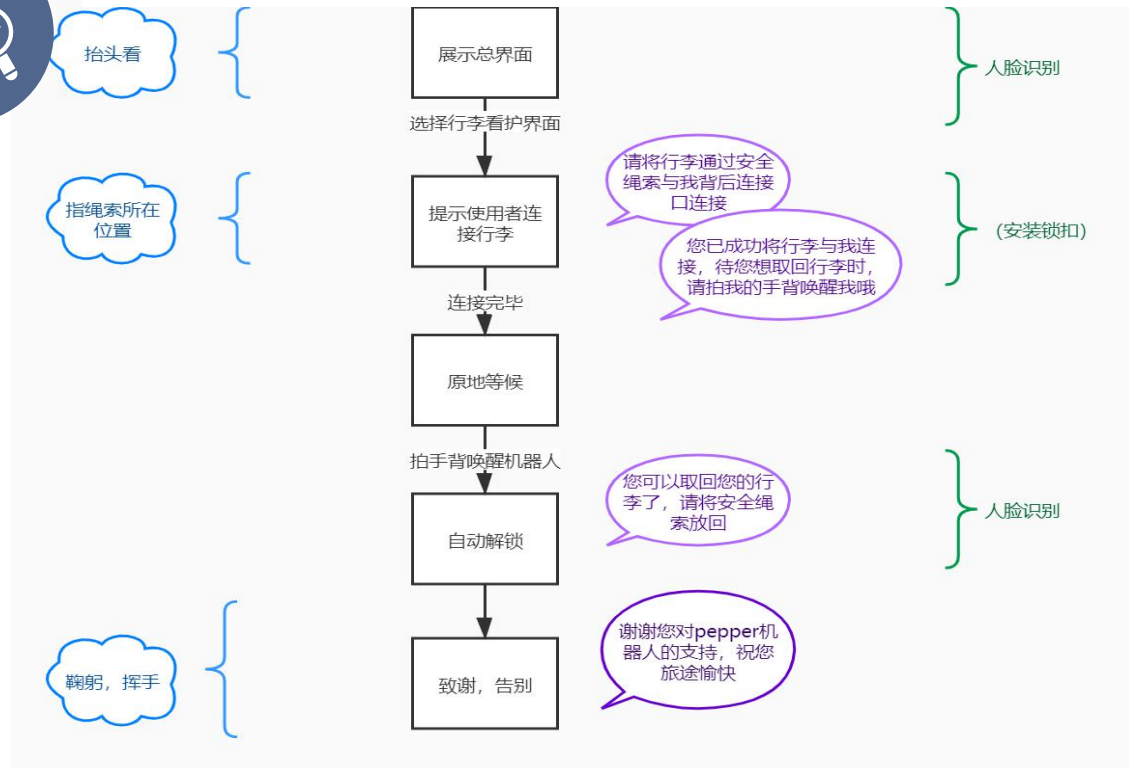 抬头看
展示总界面
人脸识别
选择行李看护界面
指绳索所在
位置
提示使用者连
接行李
请将行李通过安全
绳索与我背后连接
口连接
您已成功将行李与我连
接，待您想取回行李时，
请拍我的手背唤醒我哦
(安装锁扣)
连接完毕
原地等候
拍手背唤醒机器人
自动解锁
您可以取回您的行
李了，请将安全绳
索放回
人脸识别
鞠躬，挥手
致谢，告别
谢谢您对pepper机
器人的支持，祝您
旅途愉快